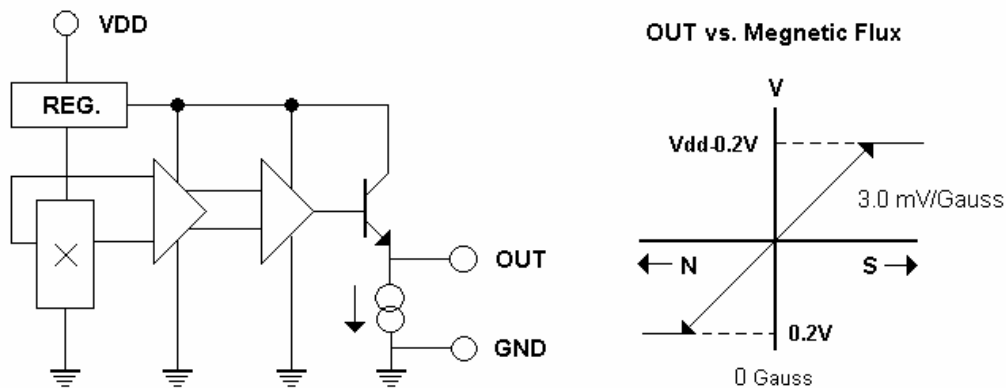 VDD
REG.
OUT
GND
OUT vs. Megnetic Flux
V
Vdd-0.2V
3.0 mV/Gauss
N
S
0.2V
0 Gauss